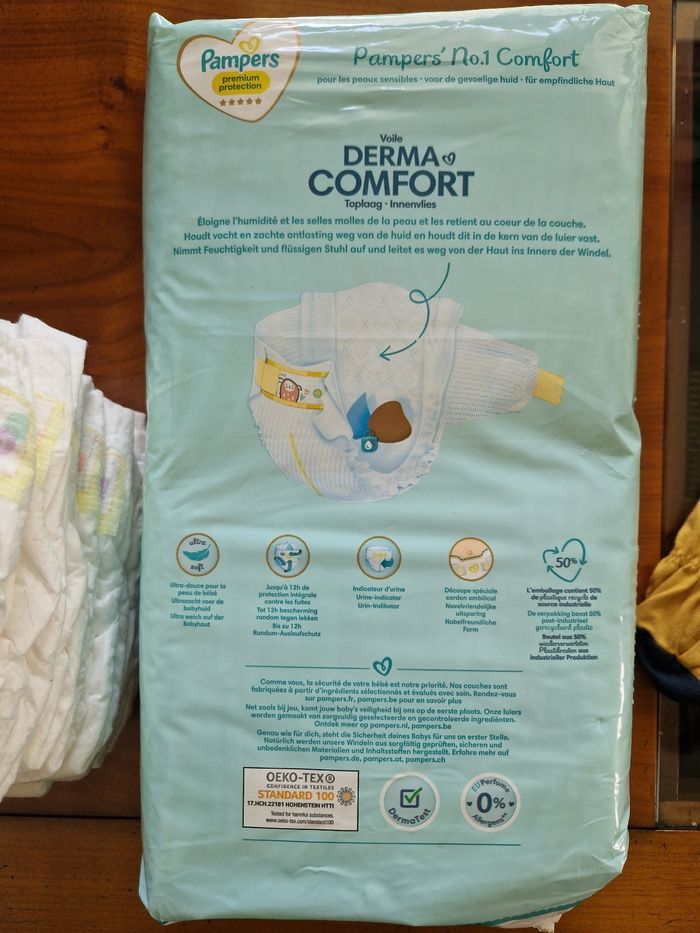 Pampers
premium
protection
Pampers' No.1 Comfort
pour les peaux sensibles · voor de gevoelige huid · für empfindliche Haut
Voile
DERMA
COMFORT
Toplaag · Innenvlies
Éloigne l'humidité et les selles molles de la peau et les retient au coeur de la couche.
Houdt vocht en zachte ontlasting weg van de huid en houdt dit in de kern van de luier vast.
Nimmt Feuchtigkeit und flüssigen Stuhl auf und leitet es weg von der Haut ins Innere der Windel.
ultra
soft
Ultra-douce pour la
peau de bébé
Ultrazacht voor de
babyhuid
Ultra weich auf der
Babyhaut
Jusqu'à 12h de
protection intégrale
contre les fuites
Tot 12h bescherming
random tegen lekken
Bis zu 12h
Rundum-Auslaufschutz
Indicateur d'urine
Urine-indicator
Urin-Indikator
Découpe spéciale
cordon ombilical
Navelvriendelijke
uitsparing
Nabelfreundliche
Form
50%
L'emballage contient 50%
de plastique recyclé de
source industrielle
De verpakking bevat 50%
post-industrieel
gerecycleerd plastic
Beutel aus 50%
wiederverwerteten
Plastikresten aus
industrieller Produktion
Comme vous, la sécurité de votre bébé est notre priorité. Nos couches sont
fabriquées à partir d'ingrédients sélectionnés et évalués avec soin. Rendez-vous
sur pampers.fr, pampers.be pour en savoir plus
Net zoals bij jou, komt jouw baby's veiligheid bij ons op de eerste plaats. Onze luiers
worden gemaakt van zorgvuldig geselecteerde en gecontroleerde ingrediënten.
Ontdek meer op pampers.nl, pampers.be
Genau wie für dich, steht die Sicherheit deines Babys für uns an erster Stelle.
Natürlich werden unsere Windeln aus sorgfältig geprüften, sicheren und
unbedenklichen Materialien und Inhaltsstoffen hergestellt. Erfahre mehr auf
pampers.de, pampers.at, pampers.ch
OEKO-TEX®
CONFIDENCE IN TEXTILES
STANDARD 100
17.HCH.22181 HOHENSTEIN HTTI
Tested for harmful substances.
www.oeko-tex.com/standard100
DermaTest
EU Perfume
0%
Allergens**